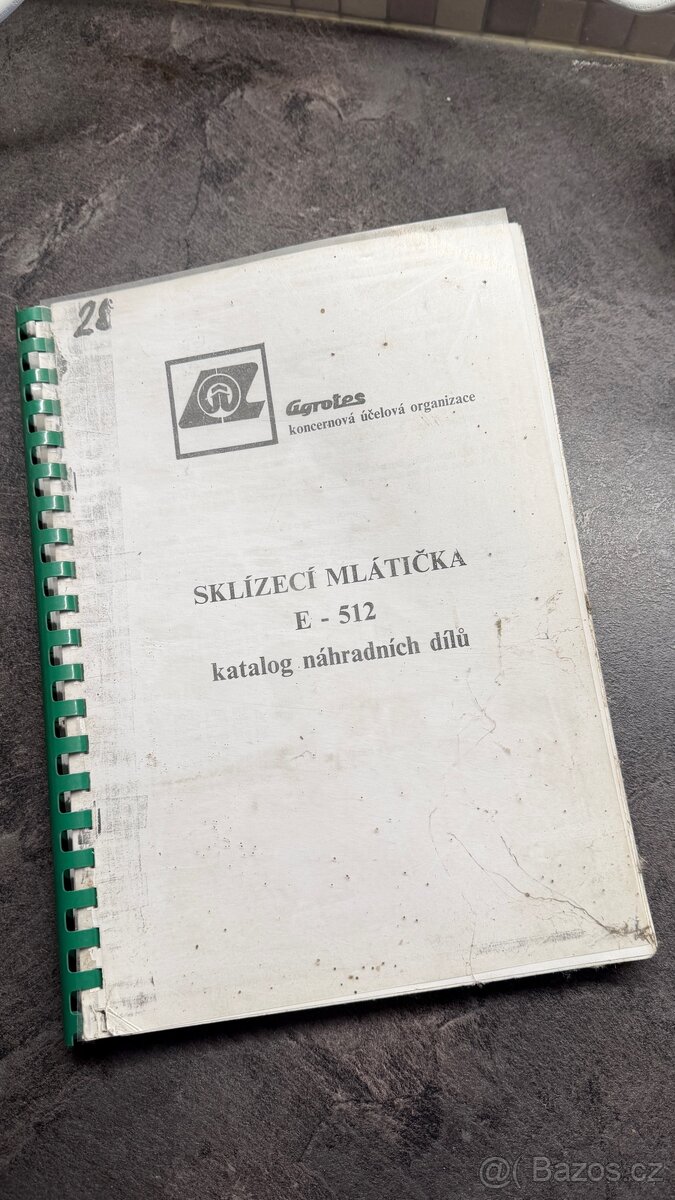 28
Agrotes
koncernová účelová organizace
SKLÍZECÍ MLÁTIČKA
E - 512
katalog náhradních dílů
@( Bazos.cz